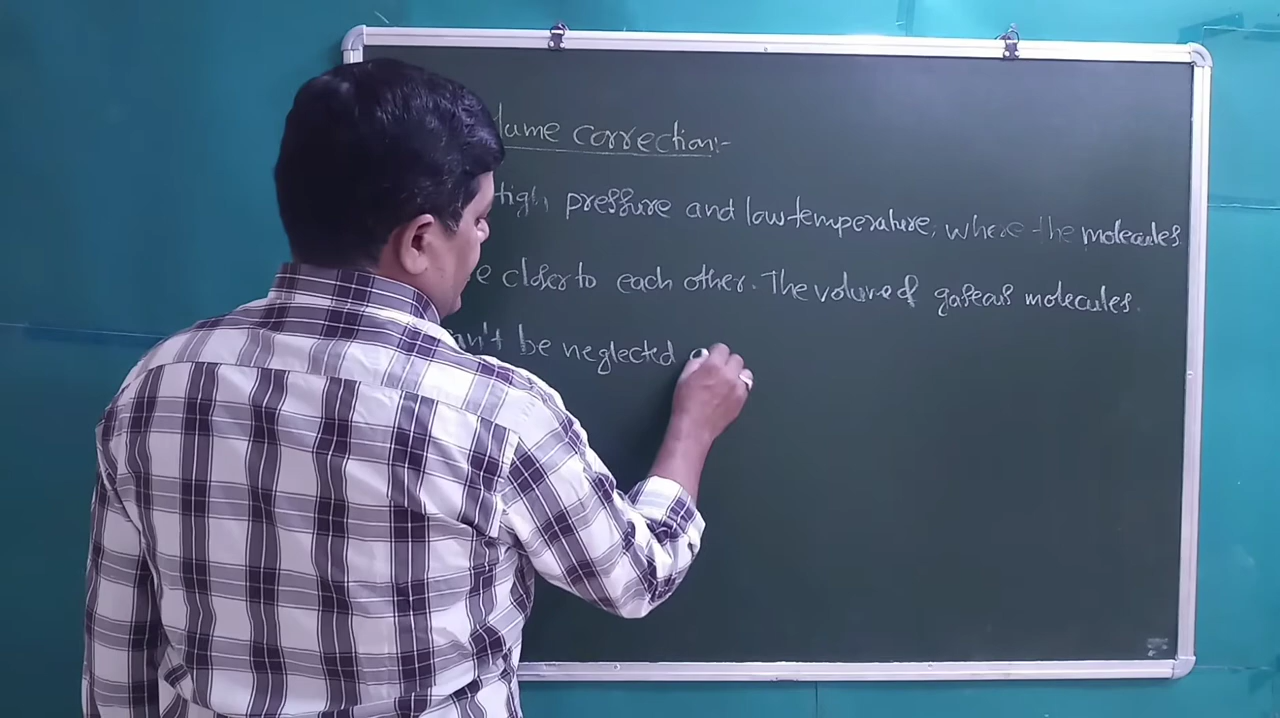 lume correction:-
High pressure and low temperature, where the molecules
e closer to each other. The volume of gaseous molecules.
an't be neglected